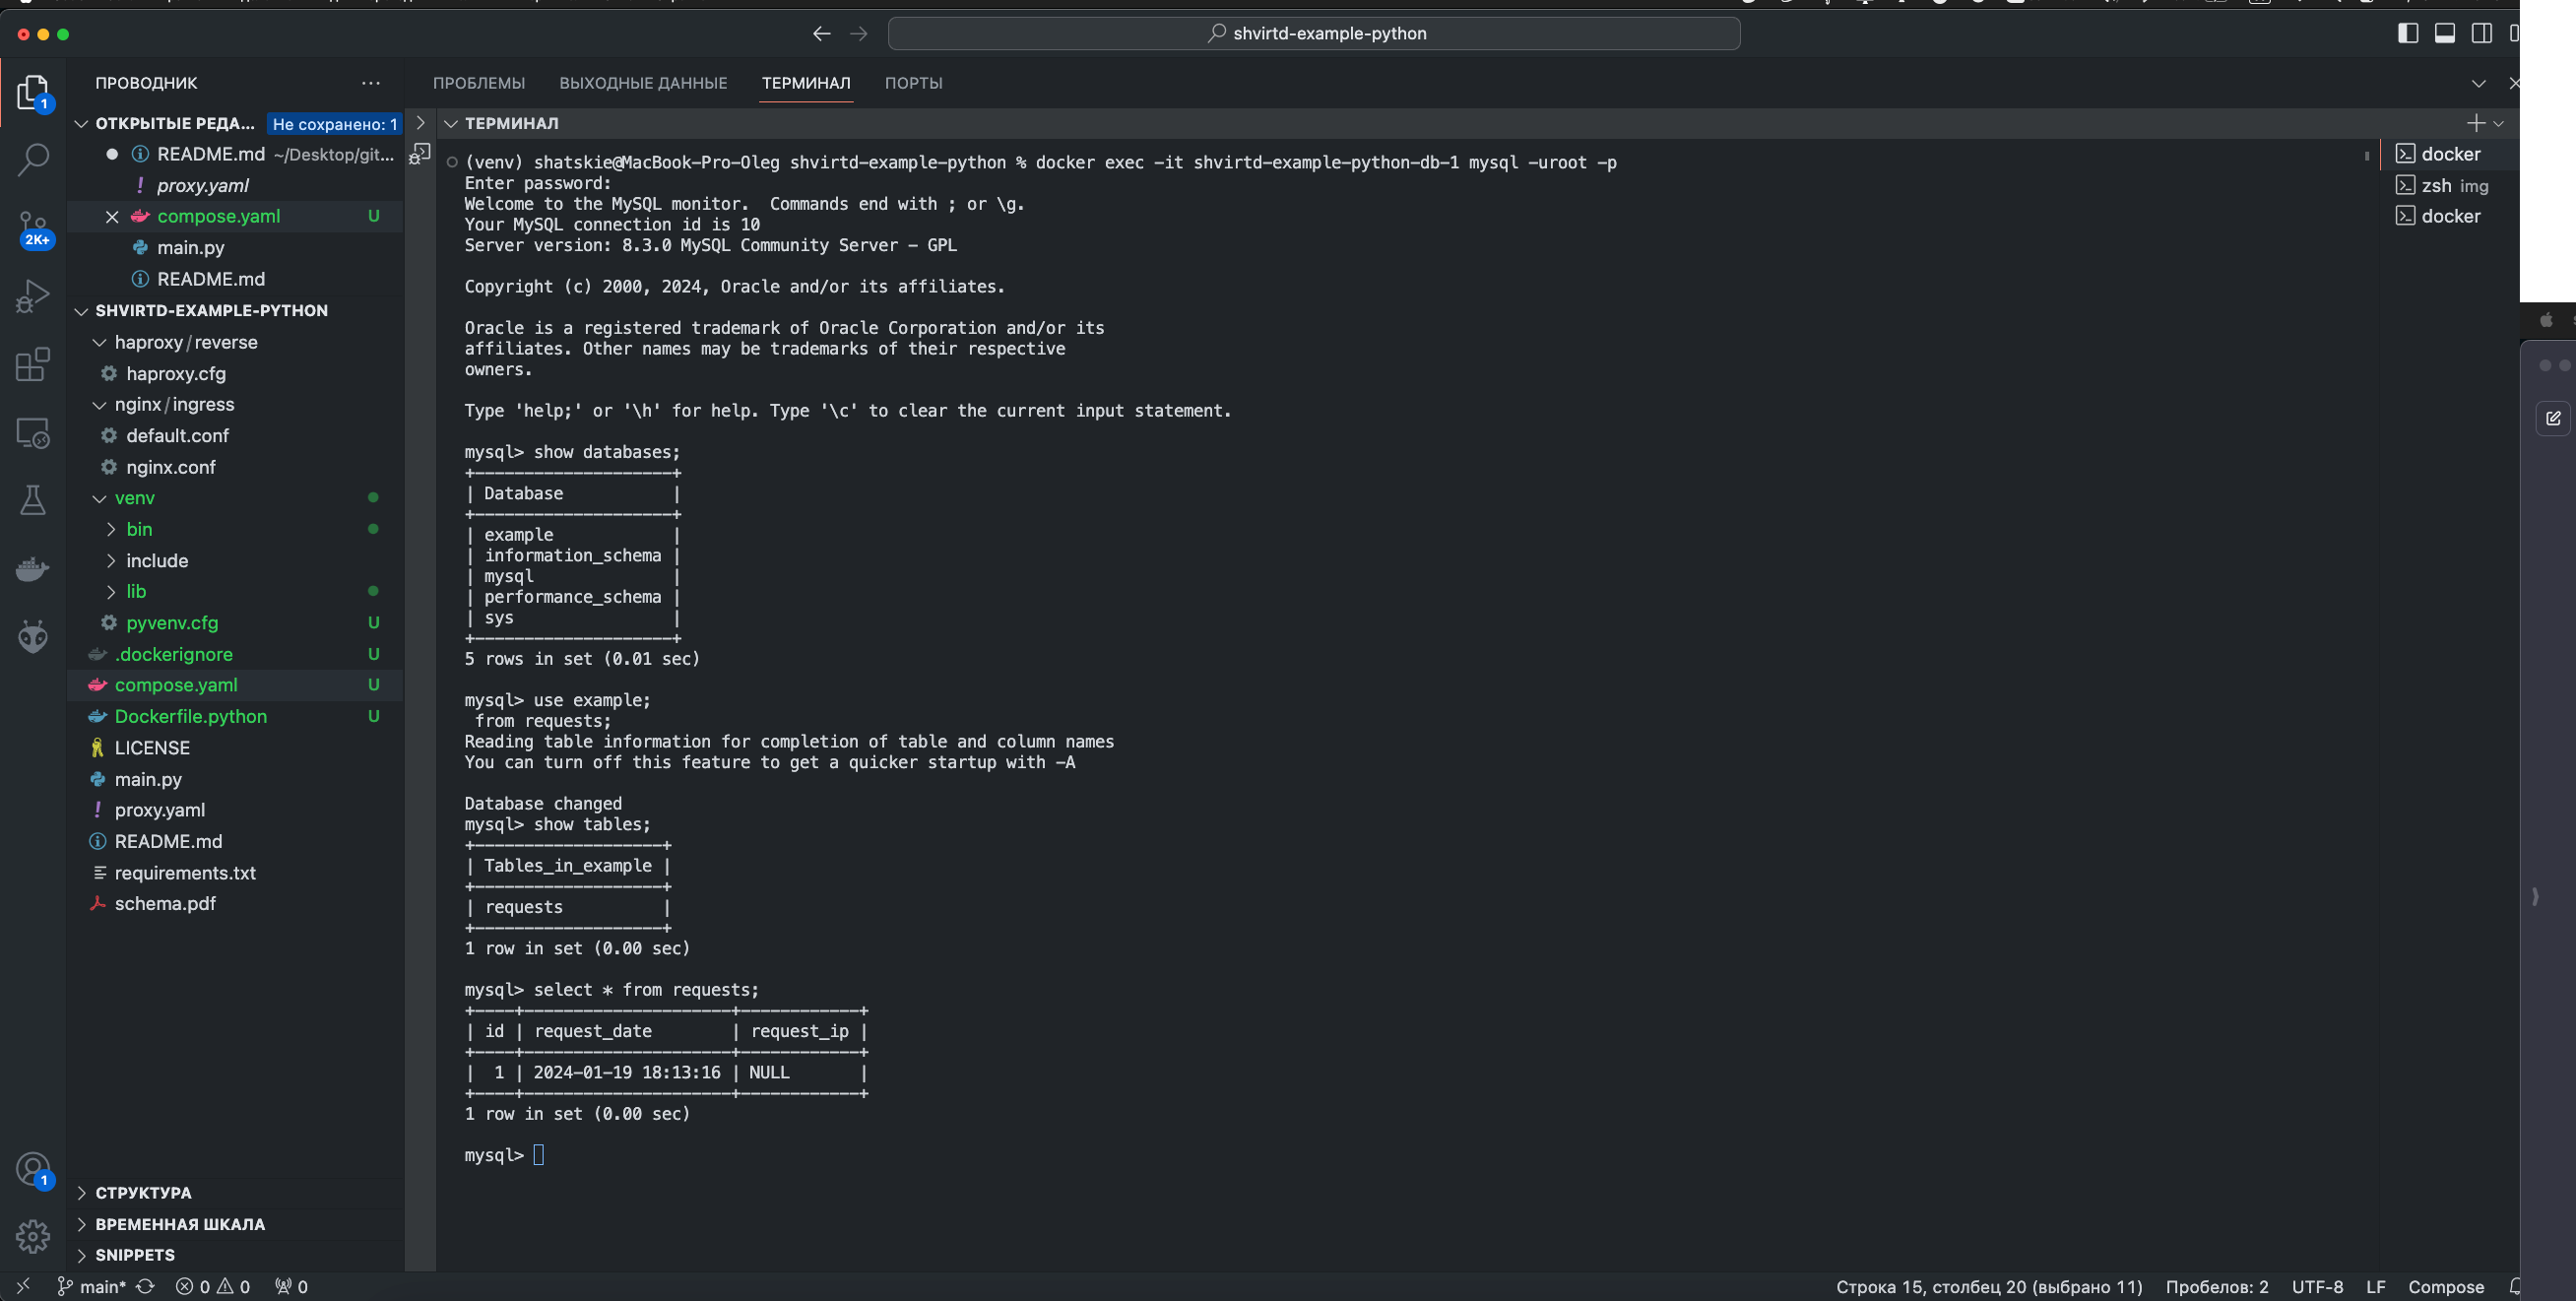 shvirtd-example-python
ПРОВОДНИК
ОТКРЫТЫЕ РЕДА... Не сохранено: 1
README.md ~/Desktop/git...
! proxy.yaml
compose.yaml U
main.py
README.md
SHVIRTD-EXAMPLE-PYTHON
haproxy/reverse
haproxy.cfg
nginx/ingress
default.conf
nginx.conf
venv
bin
include
lib
pyvenv.cfg U
.dockerignore U
compose.yaml U
Dockerfile.python U
LICENSE
main.py
! proxy.yaml
README.md
requirements.txt
schema.pdf
СТРУКТУРА
ВРЕМЕННАЯ ШКАЛА
SNIPPETS
1
2K+
1
ПРОБЛЕМЫ ВЫХОДНЫЕ ДАННЫЕ ТЕРМИНАЛ ПОРТЫ
ТЕРМИНАЛ
(venv) shatskie@MacBook-Pro-Oleg shvirtd-example-python % docker exec -it shvirtd-example-python-db-1 mysql -uroot -p
Enter password:
Welcome to the MySQL monitor.  Commands end with ; or \g.
Your MySQL connection id is 10
Server version: 8.3.0 MySQL Community Server - GPL
Copyright (c) 2000, 2024, Oracle and/or its affiliates.
Oracle is a registered trademark of Oracle Corporation and/or its
affiliates. Other names may be trademarks of their respective
owners.
Type 'help;' or '\h' for help. Type '\c' to clear the current input statement.
mysql> show databases;
+--------------------+
| Database           |
+--------------------+
| example            |
| information_schema |
| mysql              |
| performance_schema |
| sys                |
+--------------------+
5 rows in set (0.01 sec)
mysql> use example;
 from requests;
Reading table information for completion of table and column names
You can turn off this feature to get a quicker startup with -A
Database changed
mysql> show tables;
+-------------------+
| Tables_in_example |
+-------------------+
| requests          |
+-------------------+
1 row in set (0.00 sec)
mysql> select * from requests;
+----+---------------------+------------+
| id | request_date        | request_ip |
+----+---------------------+------------+
|  1 | 2024-01-19 18:13:16 | NULL       |
+----+---------------------+------------+
1 row in set (0.00 sec)
mysql>
docker
zsh img
docker
main* 0 0 0
Строка 15, столбец 20 (выбрано 11) Пробелов: 2 UTF-8 LF Compose